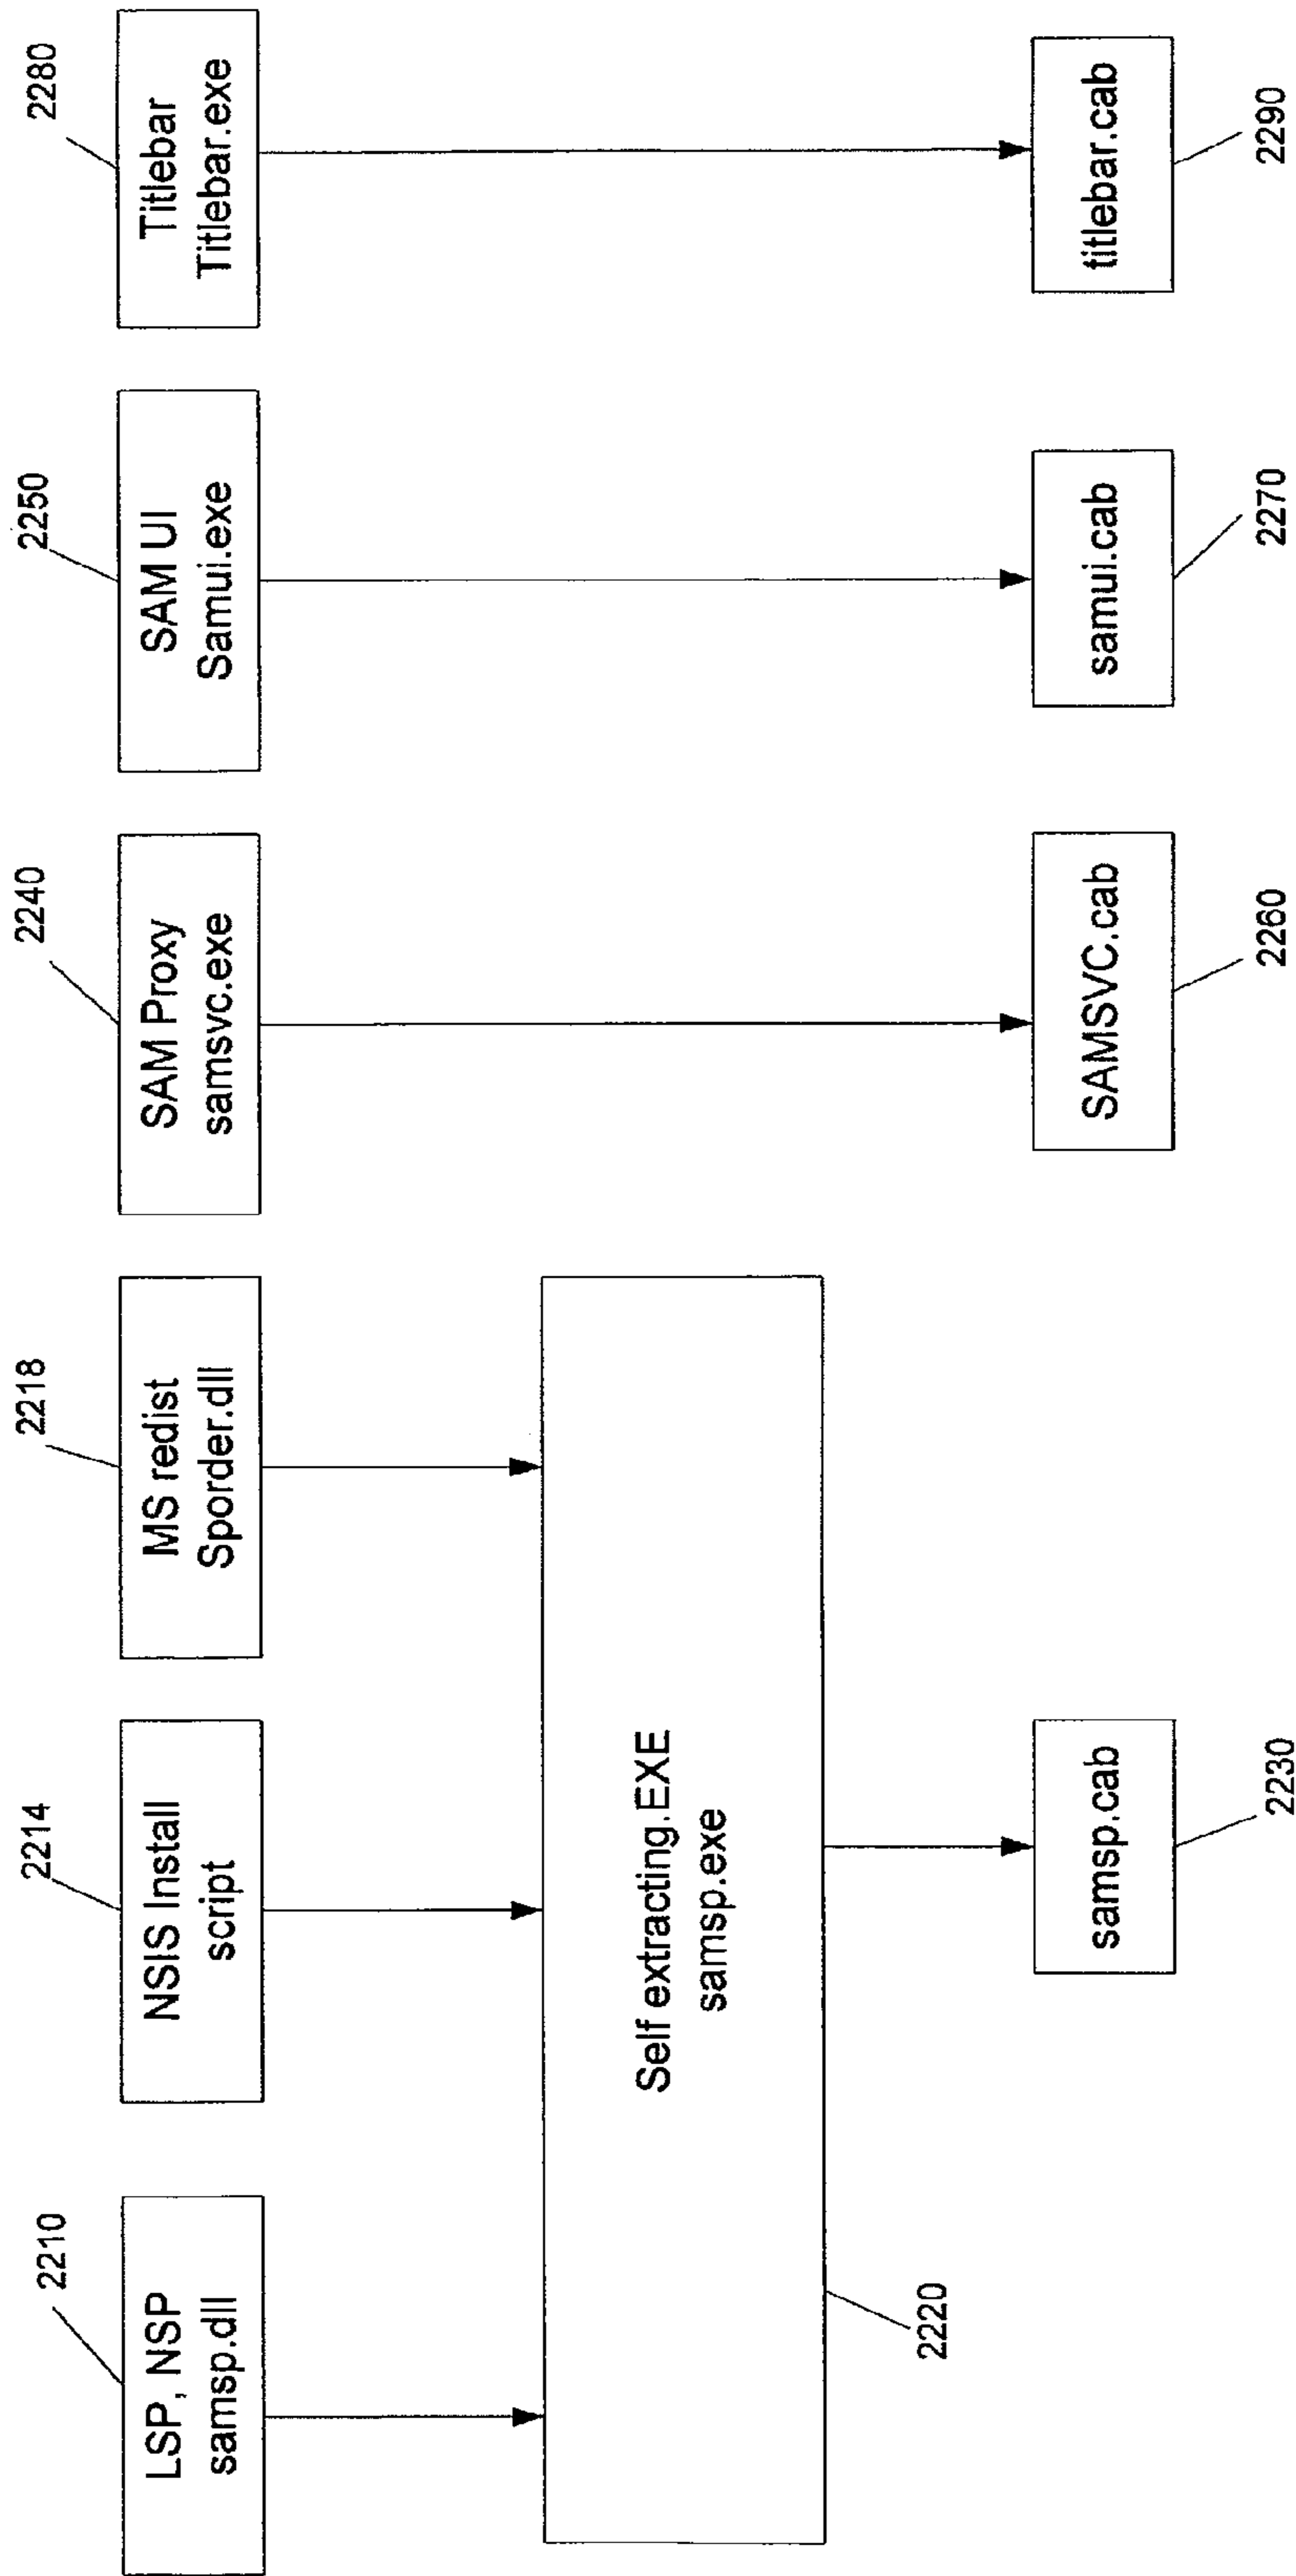 2210
LSP, NSP
samsp.dll
2214
NSIS Install
script
2218
MS redist
Sporder.dll
2240
SAM Proxy
samsvc.exe
2250
SAM UI
Samui.exe
2280
Titlebar
Titlebar.exe
Self extracting.EXE
samsp.exe
2220
samsp.cab
2230
SAMSVC.cab
2260
samui.cab
2270
titlebar.cab
2290